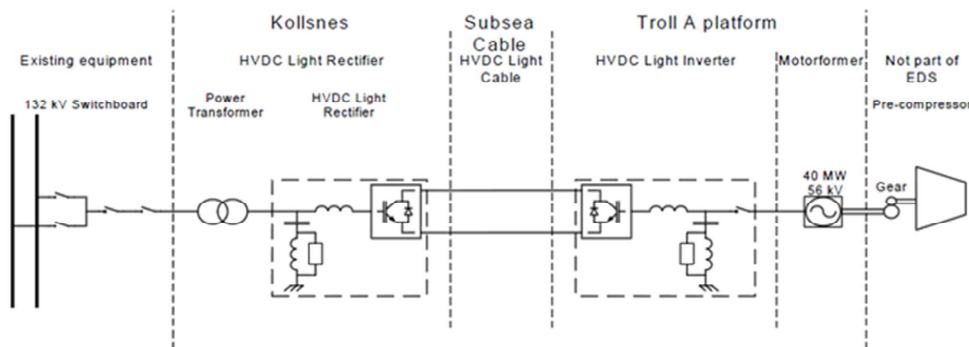 Kollsnes
Subsea
Cable
Troll A platform
Existing equipment
HVDC Light Rectifier
HVDC Light
Cable
HVDC Light Inverter
Motorformer
Not part of
EDS
132 kV Switchboard
Power
Transformer
HVDC Light
Rectifier
Pre-compressor
40 MW
56 kV
Gear